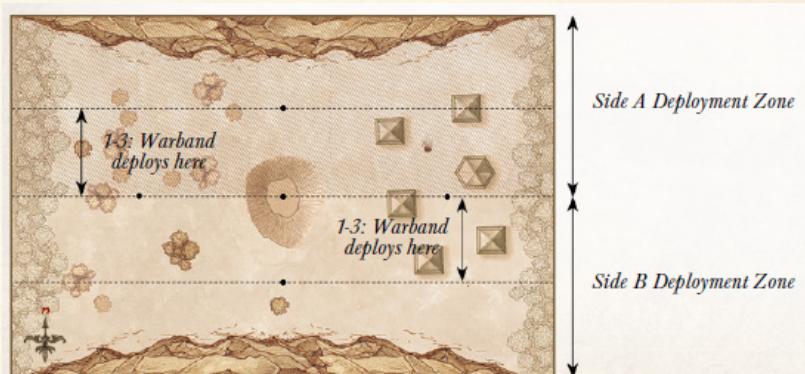 Side A Deployment Zone
1-3: Warband
deploys here
1-3: Warband
deploys here
Side B Deployment Zone